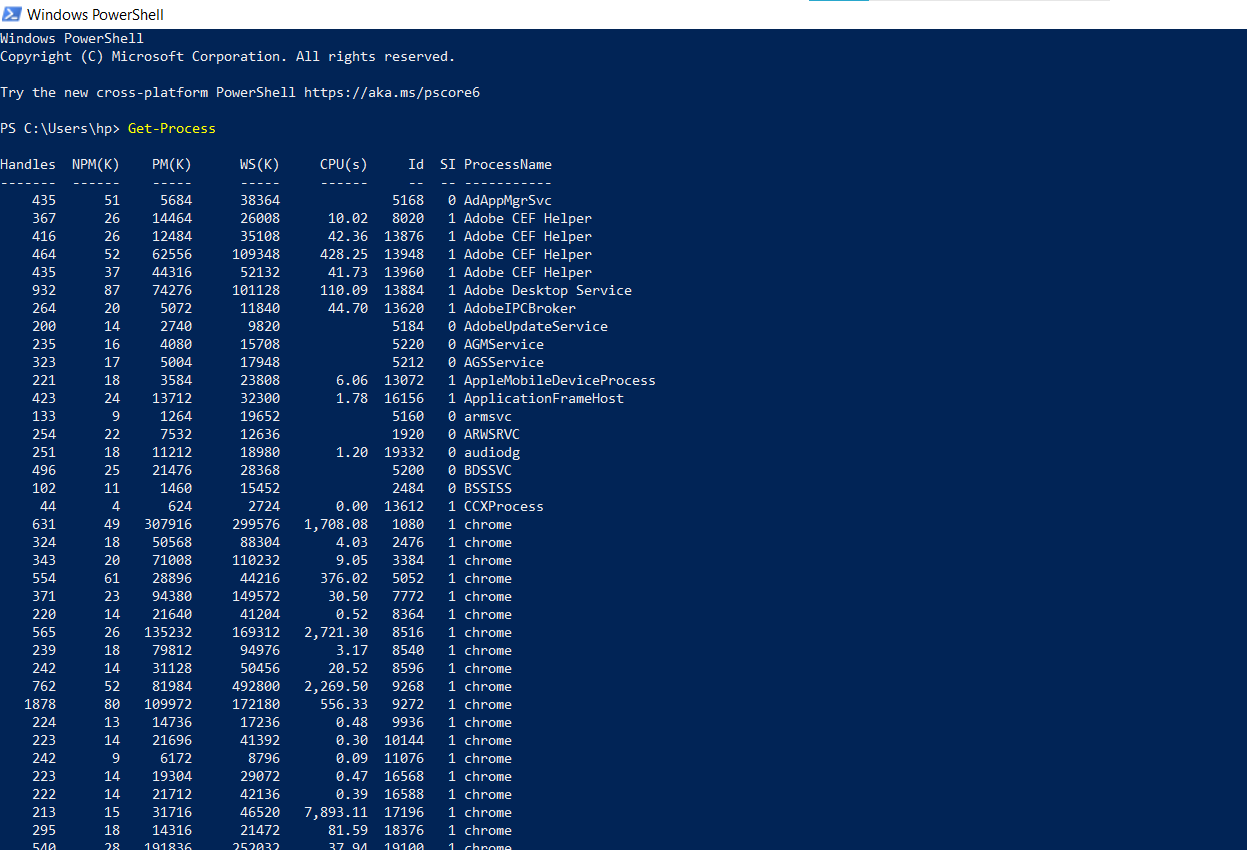 Windows PowerShell
Windows PowerShell
Copyright (C) Microsoft Corporation. All rights reserved.
Try the new cross-platform PowerShell https://aka.ms/pscore6
PS C:\Users\hp> Get-Process
Handles NPM(K) PM(K) WS(K) CPU(s) Id SI ProcessName
------- ------ ----- ----- ------ -- -- -----------
435 51 5684 38364 5168 0 AdAppMgrSvc
367 26 14464 26008 10.02 8020 1 Adobe CEF Helper
416 26 12484 35108 42.36 13876 1 Adobe CEF Helper
464 52 62556 109348 428.25 13948 1 Adobe CEF Helper
435 37 44316 52132 41.73 13960 1 Adobe CEF Helper
932 87 74276 101128 110.09 13884 1 Adobe Desktop Service
264 20 5072 11840 44.70 13620 1 AdobeIPCBroker
200 14 2740 9820 5184 0 AdobeUpdateService
235 16 4080 15708 5220 0 AGMService
323 17 5004 17948 5212 0 AGSService
221 18 3584 23808 6.06 13072 1 AppleMobileDeviceProcess
423 24 13712 32300 1.78 16156 1 ApplicationFrameHost
133 9 1264 19652 5160 0 armsvc
254 22 7532 12636 1920 0 ARWSRVC
251 18 11212 18980 1.20 19332 0 audiodg
496 25 21476 28368 5200 0 BDSSVC
102 11 1460 15452 2484 0 BSSISS
44 4 624 2724 0.00 13612 1 CCXProcess
631 49 307916 299576 1,708.08 1080 1 chrome
324 18 50568 88304 4.03 2476 1 chrome
343 20 71008 110232 9.05 3384 1 chrome
554 61 28896 44216 376.02 5052 1 chrome
371 23 94380 149572 30.50 7772 1 chrome
220 14 21640 41204 0.52 8364 1 chrome
565 26 135232 169312 2,721.30 8516 1 chrome
239 18 79812 94976 3.17 8540 1 chrome
242 14 31128 50456 20.52 8596 1 chrome
762 52 81984 492800 2,269.50 9268 1 chrome
1878 80 109972 172180 556.33 9272 1 chrome
224 13 14736 17236 0.48 9936 1 chrome
223 14 21696 41392 0.30 10144 1 chrome
242 9 6172 8796 0.09 11076 1 chrome
223 14 19304 29072 0.47 16568 1 chrome
222 14 21712 42136 0.39 16588 1 chrome
213 15 31716 46520 7,893.11 17196 1 chrome
295 18 14316 21472 81.59 18376 1 chrome
540 28 191836 252032 37.94 19100 1 chrome